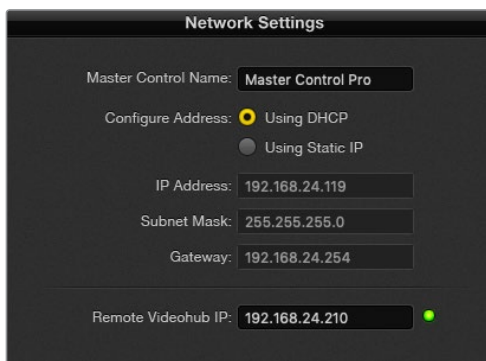 Network Settings
Master Control Name: Master Control Pro
Configure Address: Using DHCP
Using Static IP
IP Address: 192.168.24.119
Subnet Mask: 255.255.255.0
Gateway: 192.168.24.254
Remote Videohub IP: 192.168.24.210